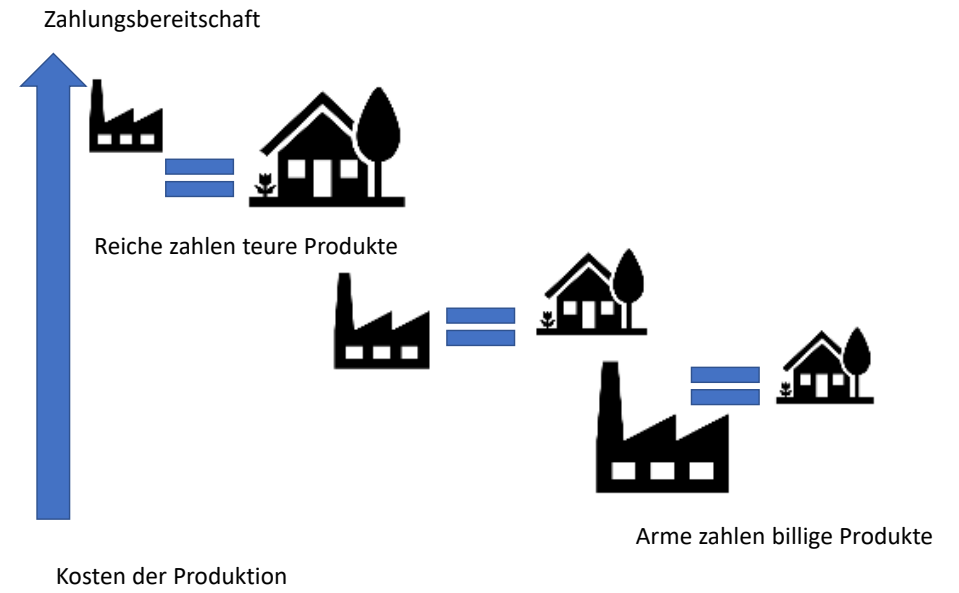 Zahlungsbereitschaft
Reiche zahlen teure Produkte
Arme zahlen billige Produkte
Kosten der Produktion